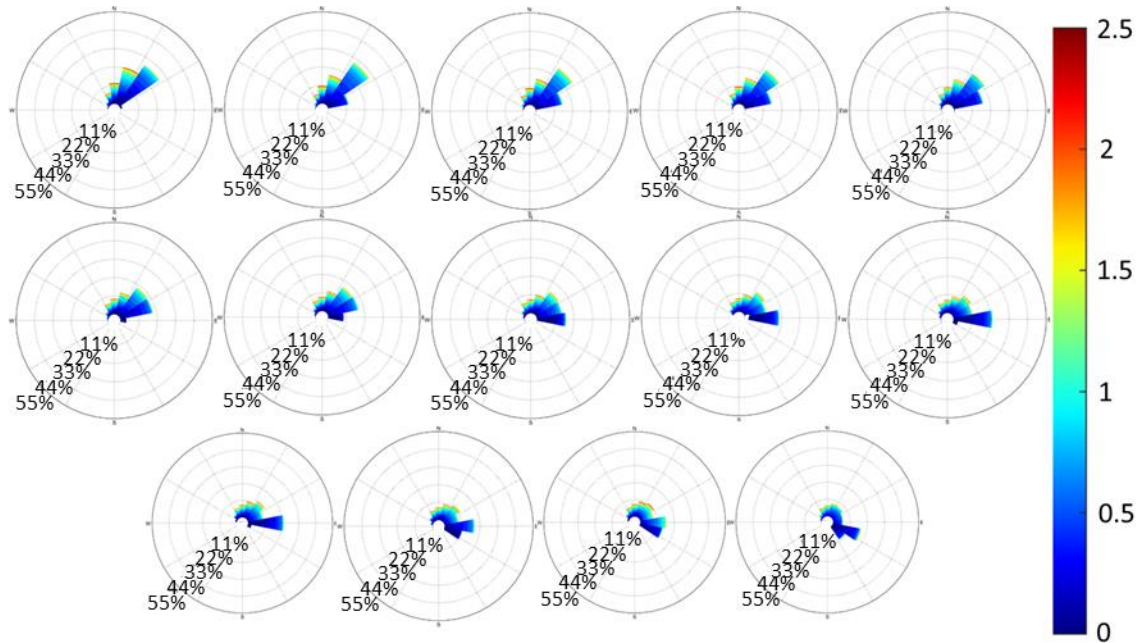 N N N N N
W E W E W E W EW E
11% 11% 11% 11% 11%
22% 22% 22% 22% 22%
33% 33% 33% 33% 33%
44% 44% 44% 44% 44%
55% 55% 55% 55% 55%
S S S S S
N N N N N
W E W E W E W E W E
11% 11% 11% 11% 11%
22% 22% 22% 22% 22%
33% 33% 33% 33% 33%
44% 44% 44% 44% 44%
55% 55% 55% 55% 55%
S S S S S
N N N N
W E W E W E W E
11% 11% 11% 11%
22% 22% 22% 22%
33% 33% 33% 33%
44% 44% 44% 44%
55% 55% 55% 55%
S S S S
2.5
2
1.5
1
0.5
0